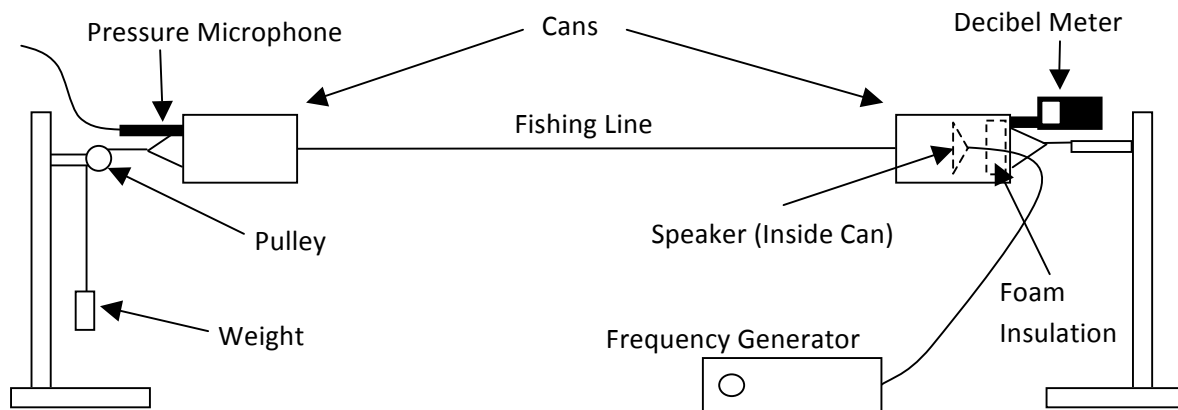 Pressure Microphone
Cans
Decibel Meter
Fishing Line
Pulley
Speaker (Inside Can)
Weight
Foam
Insulation
Frequency Generator